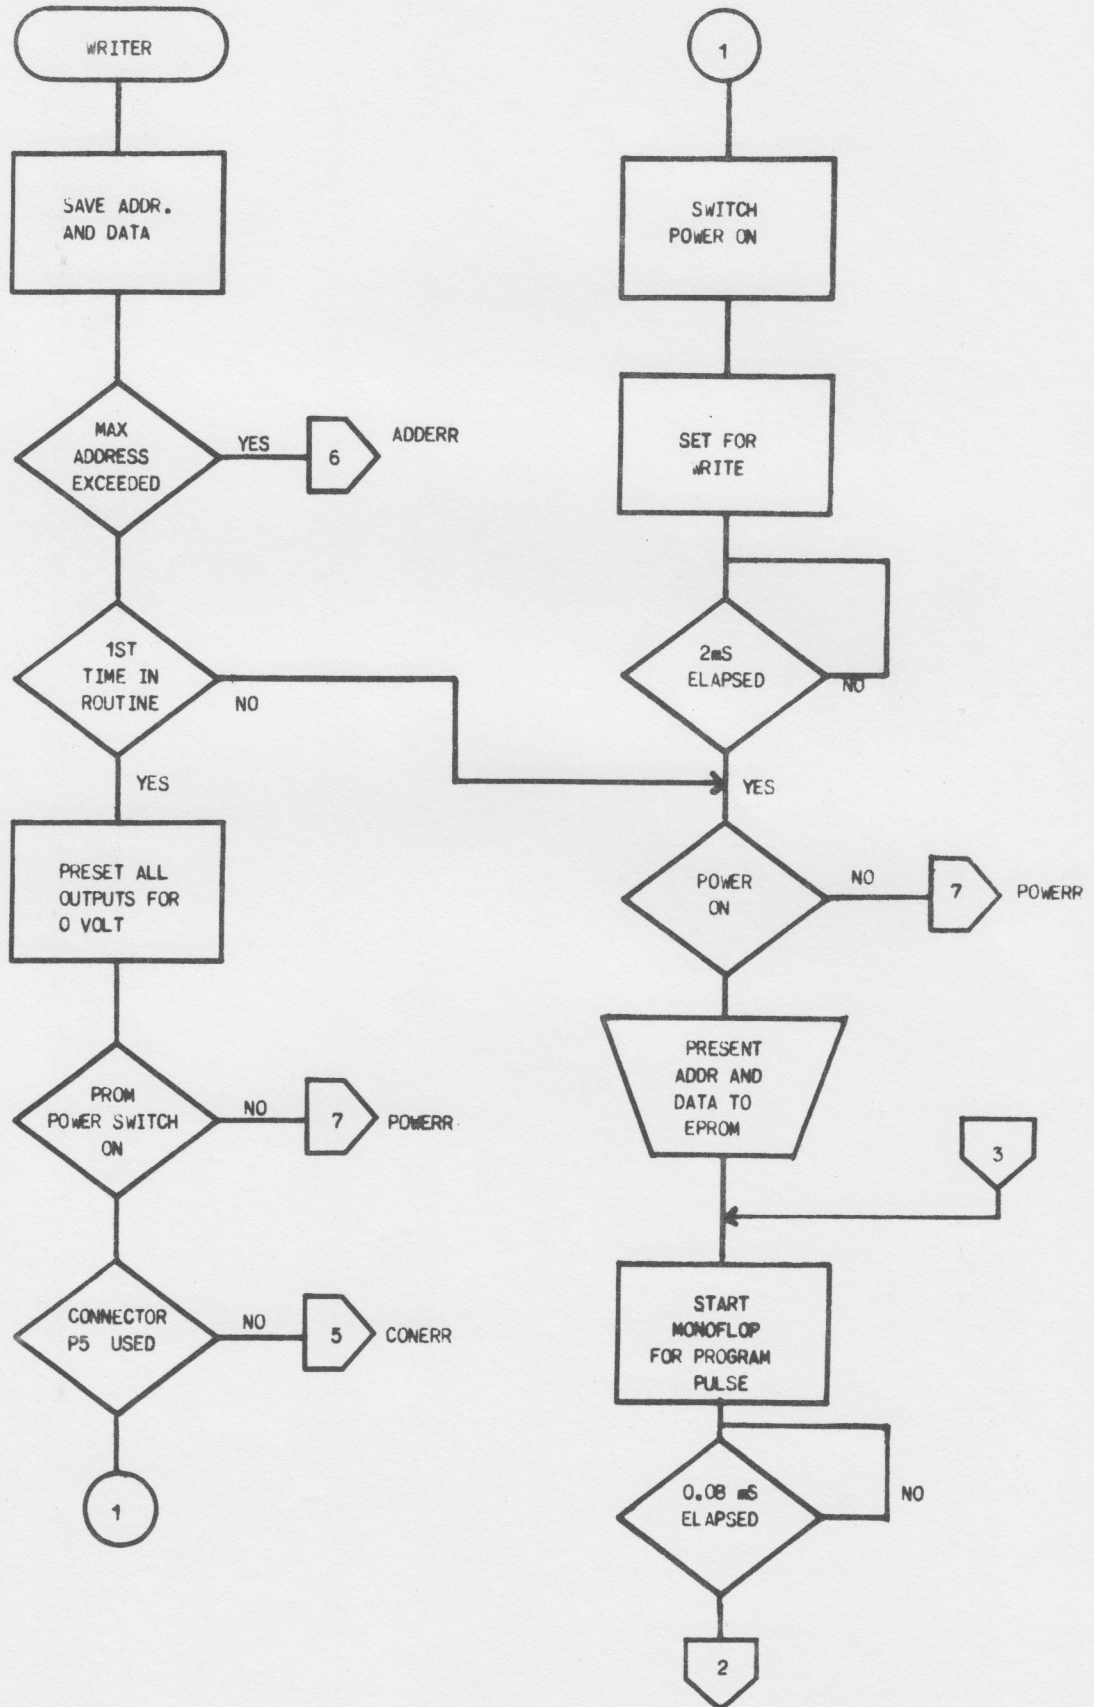 WRITER
SAVE ADDR.
AND DATA
MAX
ADDRESS
EXCEEDED
YES
6
ADDERR
1ST
TIME IN
ROUTINE
NO
YES
PRESET ALL
OUTPUTS FOR
0 VOLT
PROM
POWER SWITCH
ON
NO
7
POWERR
CONNECTOR
P5 USED
NO
5
CONERR
1
1
SWITCH
POWER ON
SET FOR
WRITE
2mS
ELAPSED
NO
YES
POWER
ON
NO
7
POWERR
PRESENT
ADDR AND
DATA TO
EPROM
3
START
MONOFLOP
FOR PROGRAM
PULSE
0.08 mS
ELAPSED
NO
2